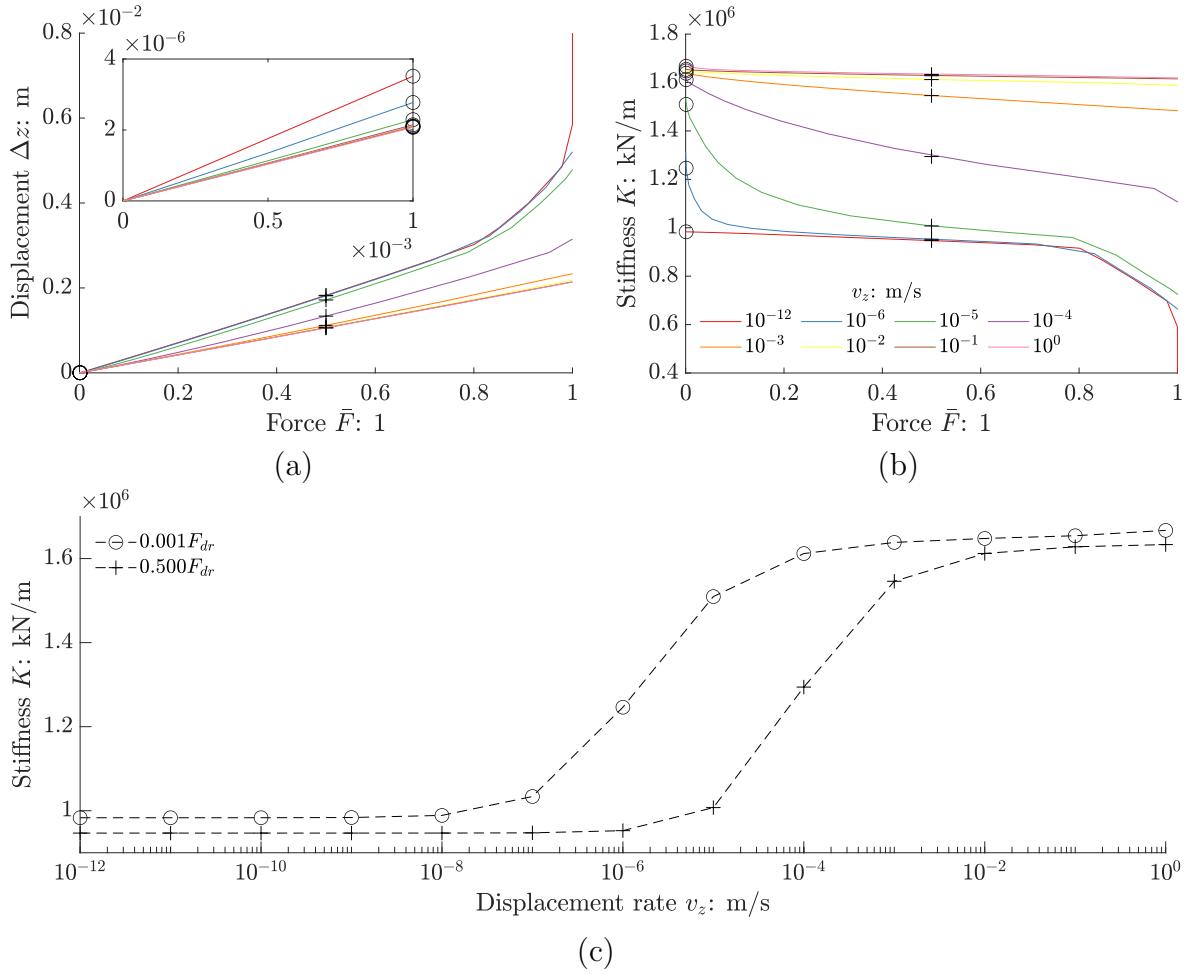 ×10⁻²
0.8
0.6
0.4
0.2
0
Displacement Δz: m
×10⁻⁶
4
2
0
0 0.5 1
×10⁻³
0 0.2 0.4 0.6 0.8 1
Force F̄: 1
(a)
×10⁶
1.8
1.6
1.4
1.2
1
0.8
0.6
0.4
Stiffness K: kN/m
v_z: m/s
10⁻¹² 10⁻⁶ 10⁻⁵ 10⁻⁴
10⁻³ 10⁻² 10⁻¹ 10⁰
0 0.2 0.4 0.6 0.8 1
Force F̄: 1
(b)
×10⁶
1.6
1.4
1.2
1
Stiffness K: kN/m
0.001F_dr
0.500F_dr
10⁻¹² 10⁻¹⁰ 10⁻⁸ 10⁻⁶ 10⁻⁴ 10⁻² 10⁰
Displacement rate v_z: m/s
(c)